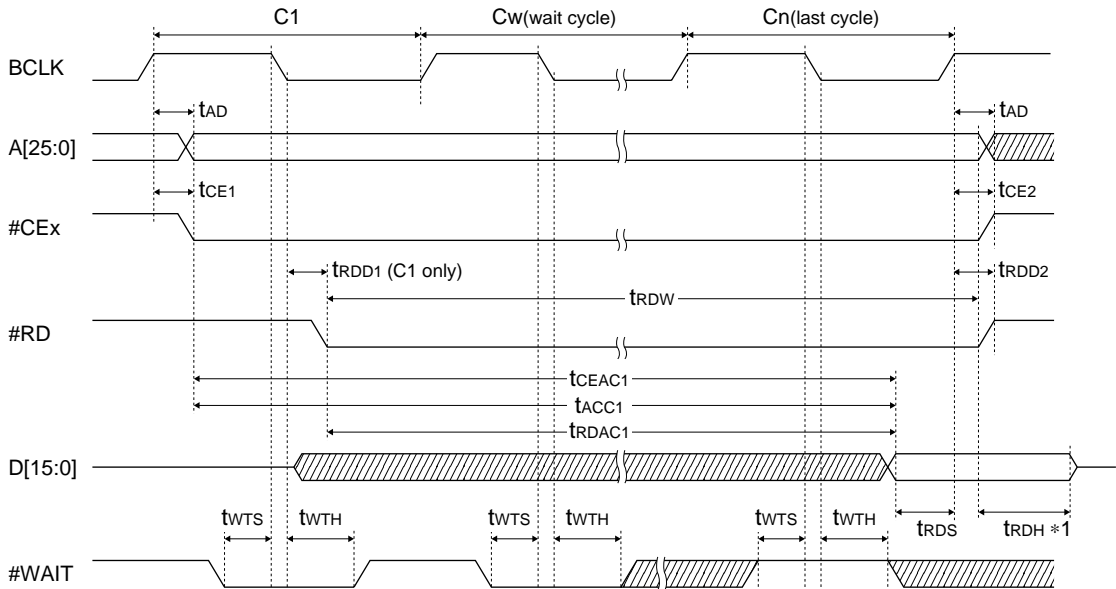 C1 Cw(wait cycle) Cn(last cycle)
BCLK
tAD tAD
A[25:0]
tCE1 tCE2
#CEx
tRDD1 (C1 only) tRDD2
tRDW
#RD
tCEAC1
tACC1
tRDAC1
D[15:0]
tWTS tWTH tWTS tWTH tWTS tWTH tRDS tRDH *1
#WAIT